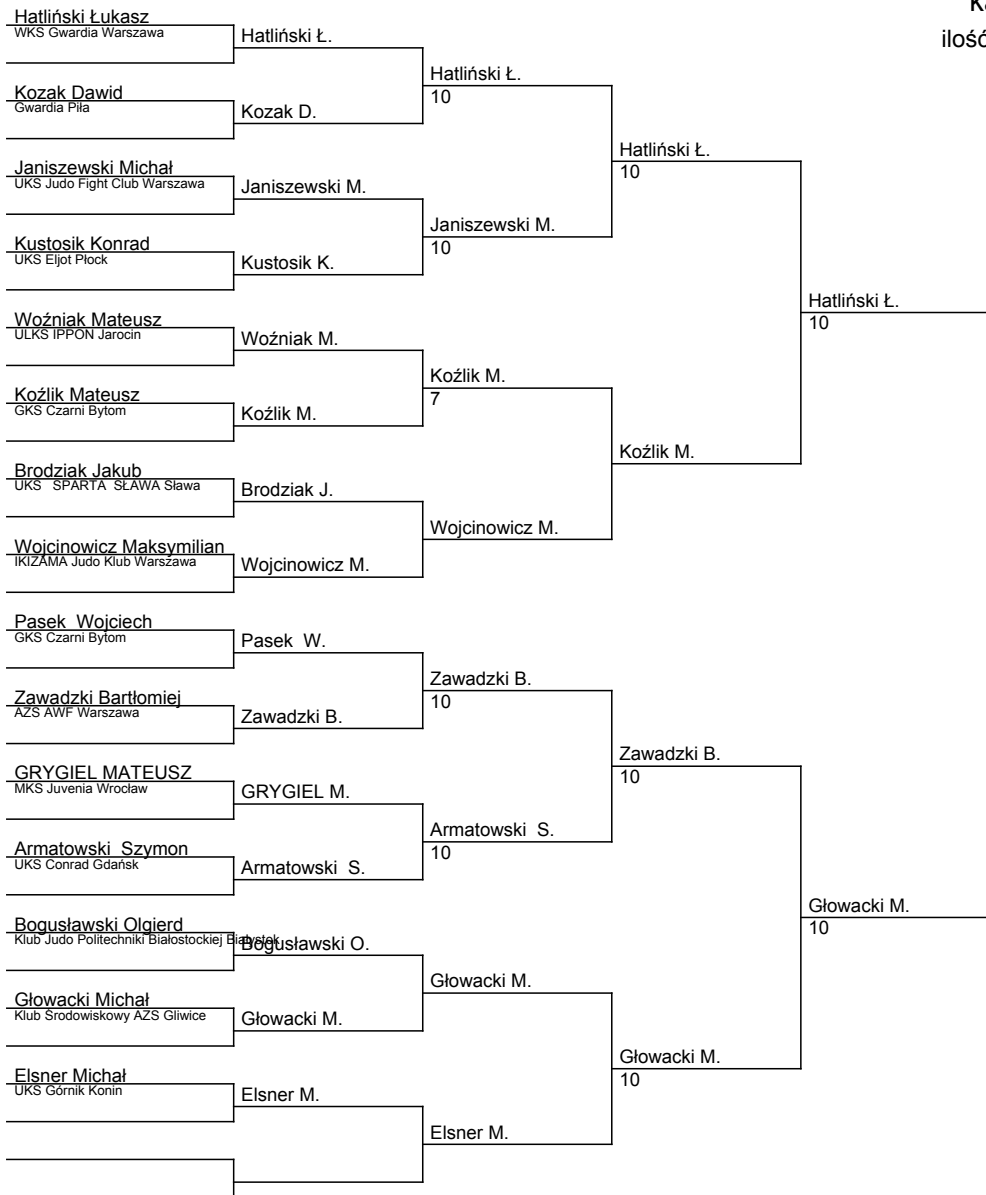 Hatliński Łukasz
WKS Gwardia Warszawa
Hatliński Ł.
ilość
Hatliński Ł.
10
Kozak Dawid
Gwardia Piła
Kozak D.
Hatliński Ł.
10
Janiszewski Michał
UKS Judo Fight Club Warszawa
Janiszewski M.
Janiszewski M.
10
Kustosik Konrad
UKS Eljot Płock
Kustosik K.
Hatliński Ł.
10
Woźniak Mateusz
ULKS IPPON Jarocin
Woźniak M.
Koźlik M.
7
Koźlik Mateusz
GKS Czarni Bytom
Koźlik M.
Koźlik M.
Brodziak Jakub
UKS SPARTA SŁAWA Sława
Brodziak J.
Wojcinowicz M.
Wojcinowicz Maksymilian
IKIZAMA Judo Klub Warszawa
Wojcinowicz M.
Pasek Wojciech
GKS Czarni Bytom
Pasek W.
Zawadzki B.
10
Zawadzki Bartłomiej
AZS AWF Warszawa
Zawadzki B.
Zawadzki B.
10
GRYGIEL MATEUSZ
MKS Juvenia Wrocław
GRYGIEL M.
Armatowski S.
10
Armatowski Szymon
UKS Conrad Gdańsk
Armatowski S.
Głowacki M.
10
Bogusławski Olgierd
Klub Judo Politechniki Białostockiej Białystok
Bogusławski O.
Głowacki M.
Głowacki Michał
Klub Środowiskowy AZS Gliwice
Głowacki M.
Głowacki M.
10
Elsner Michał
UKS Górnik Konin
Elsner M.
Elsner M.